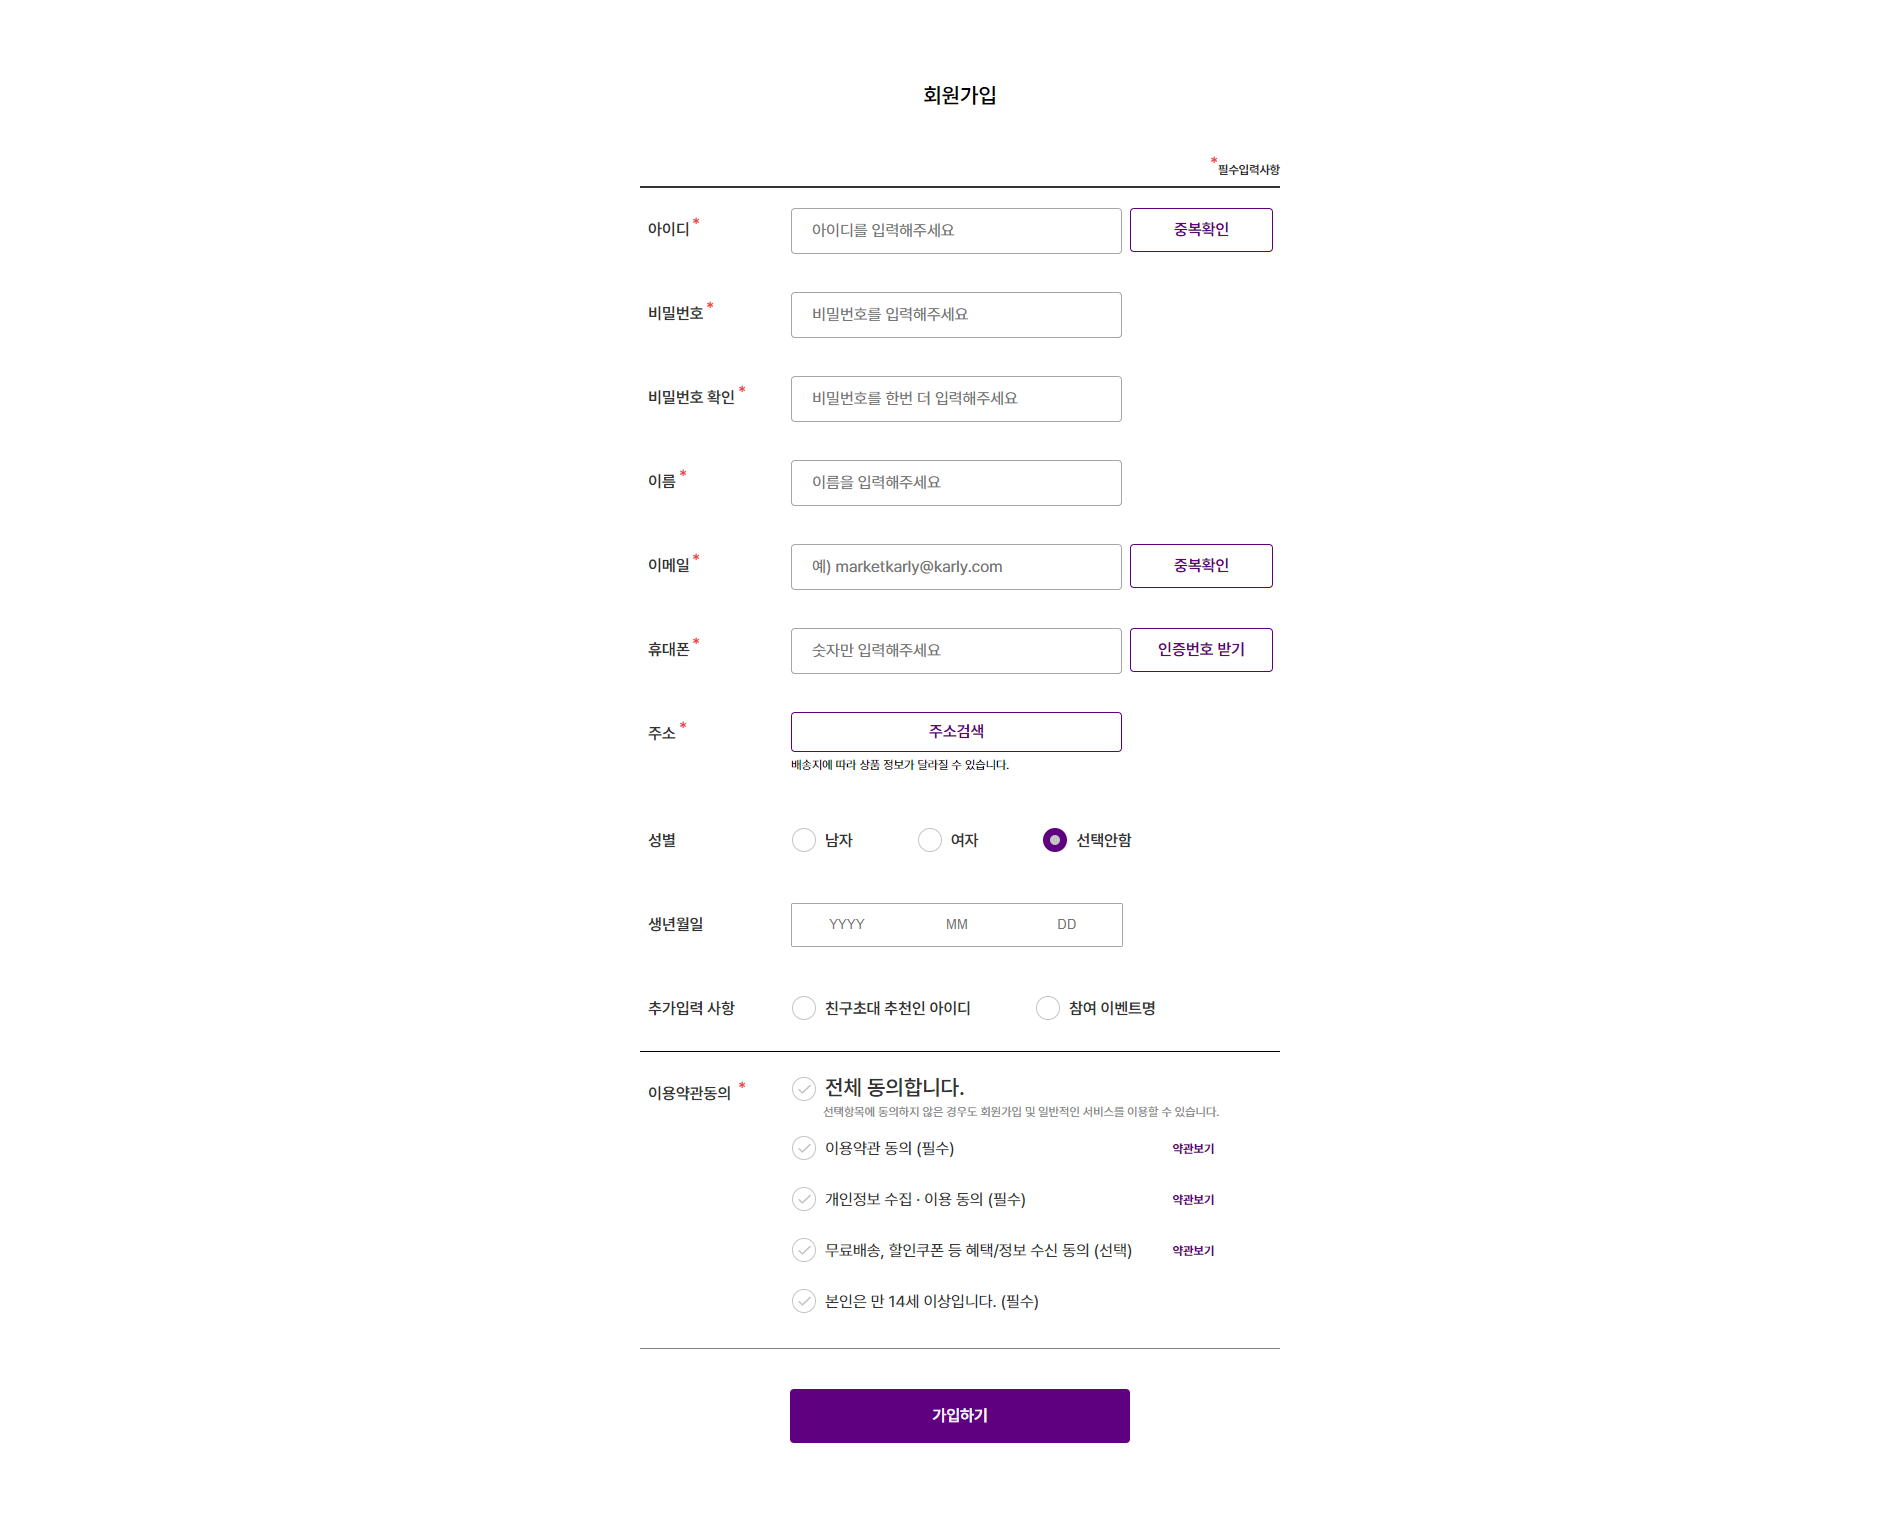 회원가입
*필수입력사항
아이디 *
아이디를 입력해주세요
중복확인
비밀번호 *
비밀번호를 입력해주세요
비밀번호 확인 *
비밀번호를 한번 더 입력해주세요
이름 *
이름을 입력해주세요
이메일 *
예) marketkarly@karly.com
중복확인
휴대폰 *
숫자만 입력해주세요
인증번호 받기
주소 *
주소검색
배송지에 따라 상품 정보가 달라질 수 있습니다.
성별
남자
여자
선택안함
생년월일
YYYY
MM
DD
추가입력 사항
친구초대 추천인 아이디
참여 이벤트명
이용약관동의 *
전체 동의합니다.
선택항목에 동의하지 않은 경우도 회원가입 및 일반적인 서비스를 이용할 수 있습니다.
이용약관 동의 (필수)
약관보기
개인정보 수집 · 이용 동의 (필수)
약관보기
무료배송, 할인쿠폰 등 혜택/정보 수신 동의 (선택)
약관보기
본인은 만 14세 이상입니다. (필수)
가입하기